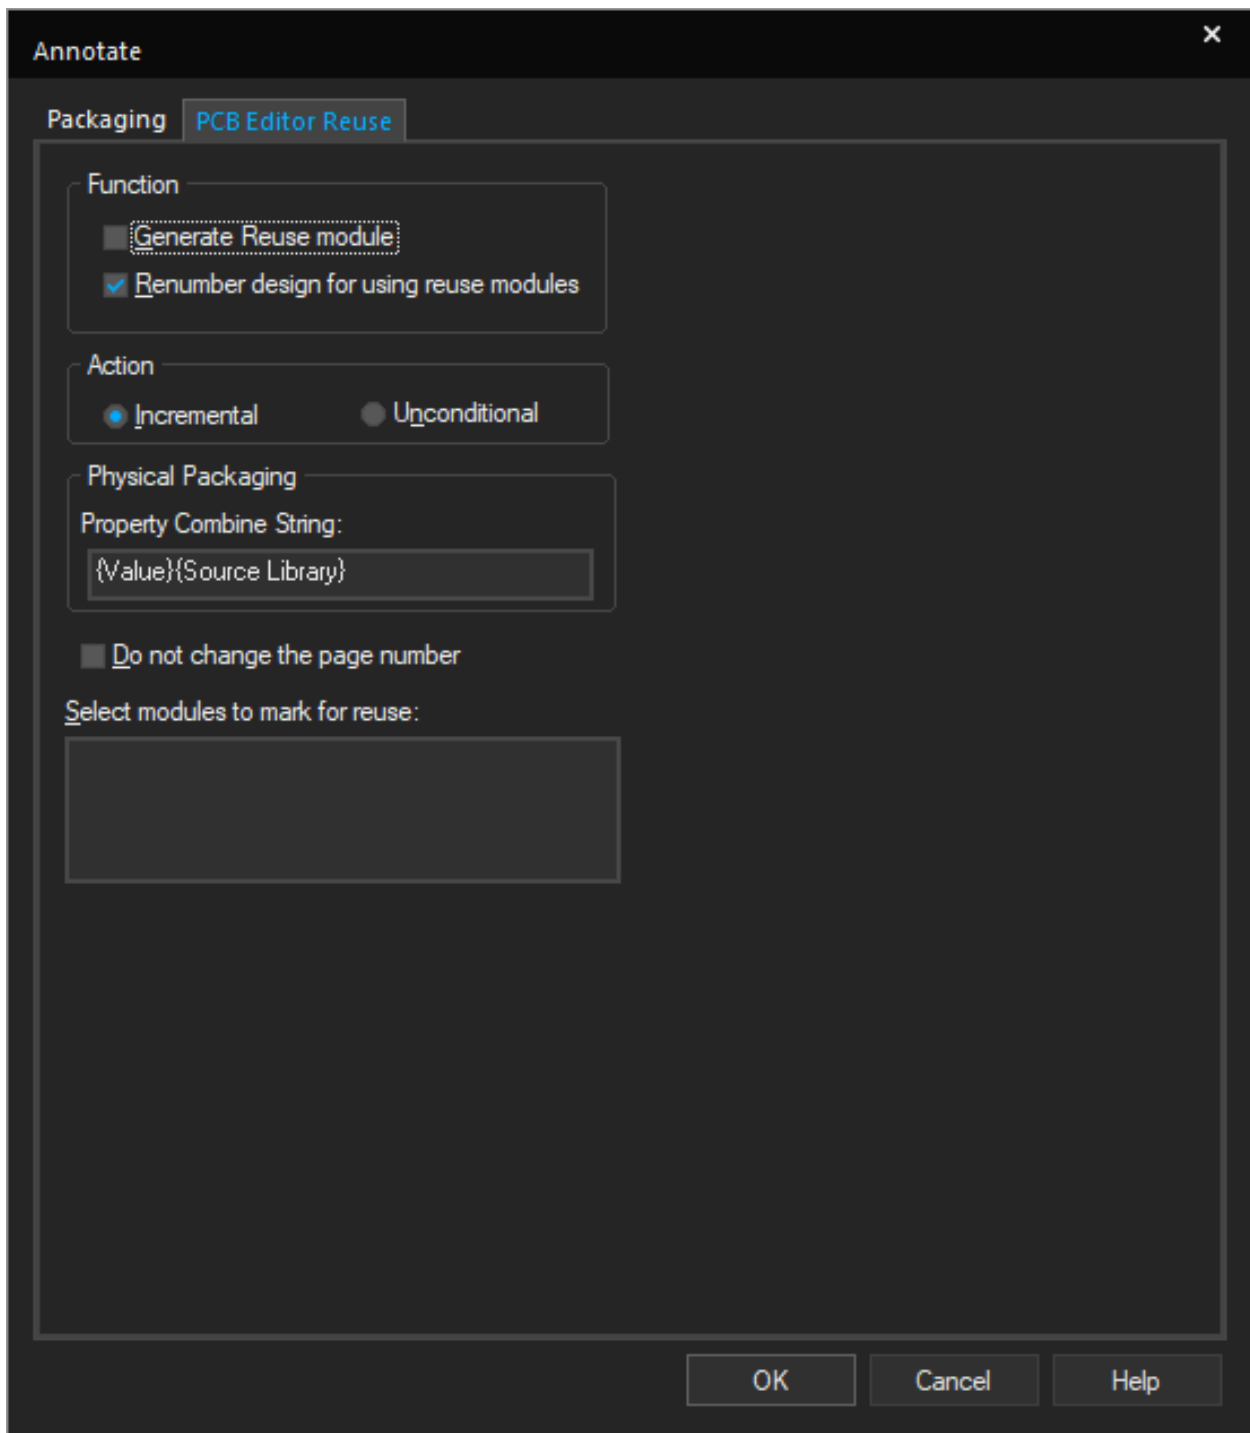 Annotate
Packaging
PCB Editor Reuse
Function
Generate Reuse module
Renumber design for using reuse modules
Action
Incremental
Unconditional
Physical Packaging
Property Combine String:
{Value}{Source Library}
Do not change the page number
Select modules to mark for reuse:
OK
Cancel
Help